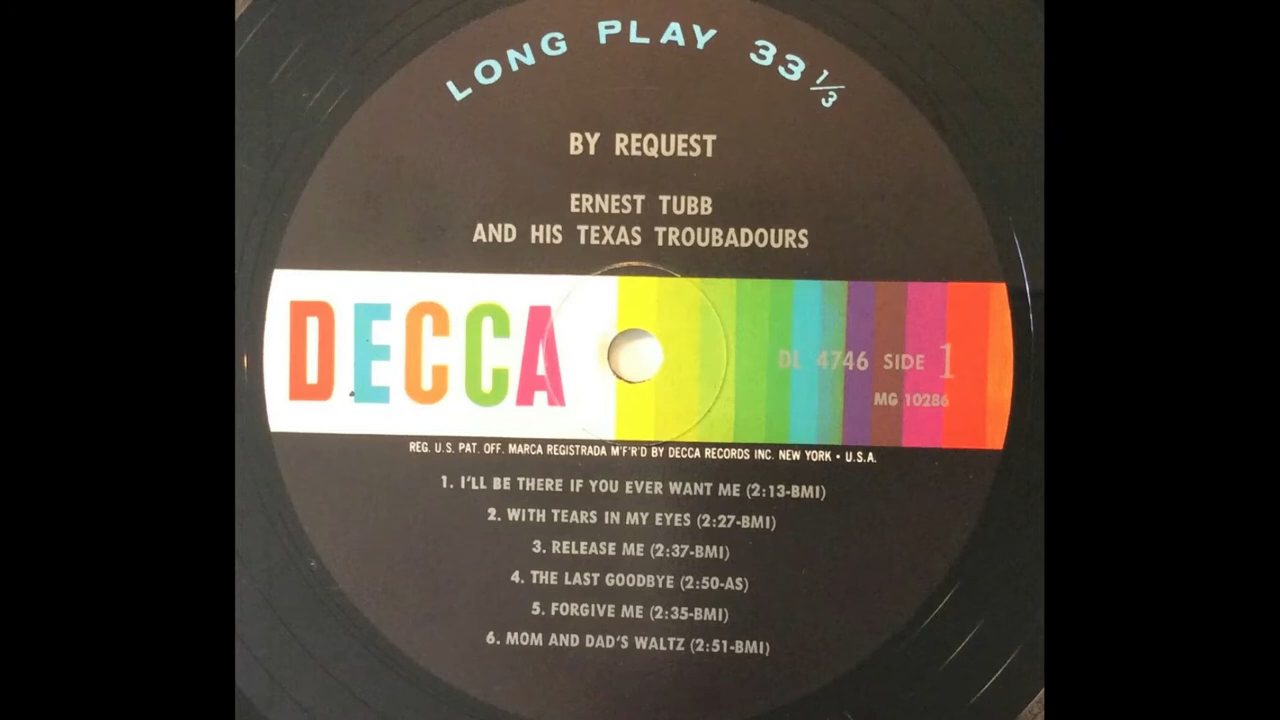 LONG PLAY 33 1/3
BY REQUEST
ERNEST TUBB
AND HIS TEXAS TROUBADOURS
DECCA
DL 4746 SIDE 1
MG 10286
REG. U.S. PAT. OFF. MARCA REGISTRADA M'F'R'D BY DECCA RECORDS INC. NEW YORK • U.S.A.
1. I'LL BE THERE IF YOU EVER WANT ME (2:13-BMI)
2. WITH TEARS IN MY EYES (2:27-BMI)
3. RELEASE ME (2:37-BMI)
4. THE LAST GOODBYE (2:50-AS)
5. FORGIVE ME (2:35-BMI)
6. MOM AND DAD'S WALTZ (2:51-BMI)